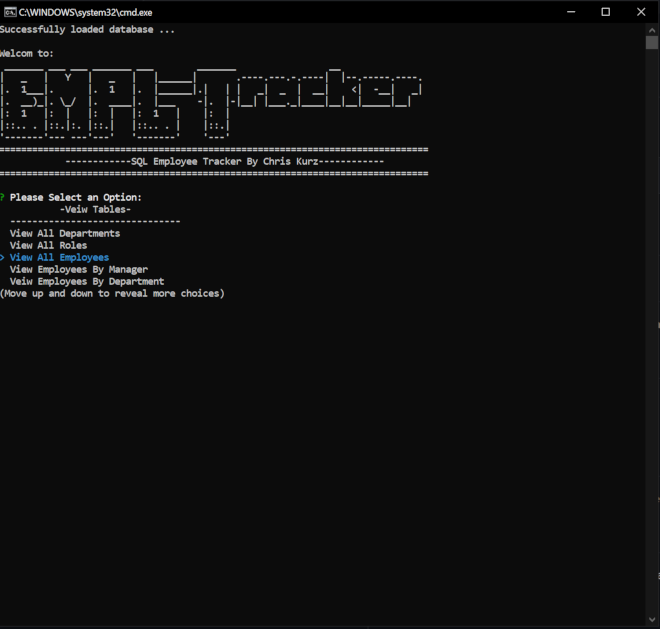 C:\WINDOWS\system32\cmd.exe
Successfully loaded database ...
Welcom to:
EMPL-Tracker
==============================================================================
------------SQL Employee Tracker By Chris Kurz------------
==============================================================================
? Please Select an Option:
-Veiw Tables-
-------------------------------
View All Departments
View All Roles
> View All Employees
View Employees By Manager
Veiw Employees By Department
(Move up and down to reveal more choices)